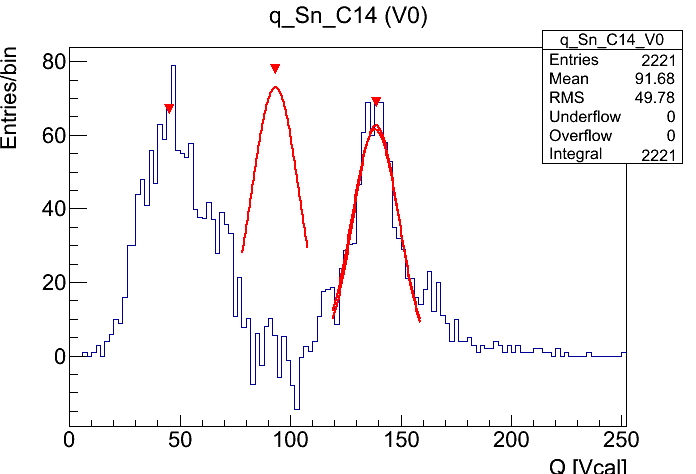 q_Sn_C14 (V0)
q_Sn_C14_V0
Entries 2221
Mean 91.68
RMS 49.78
Underflow 0
Overflow 0
Integral 2221
Entries/bin
80
60
40
20
0
0 50 100 150 200 250
Q [Vcal]